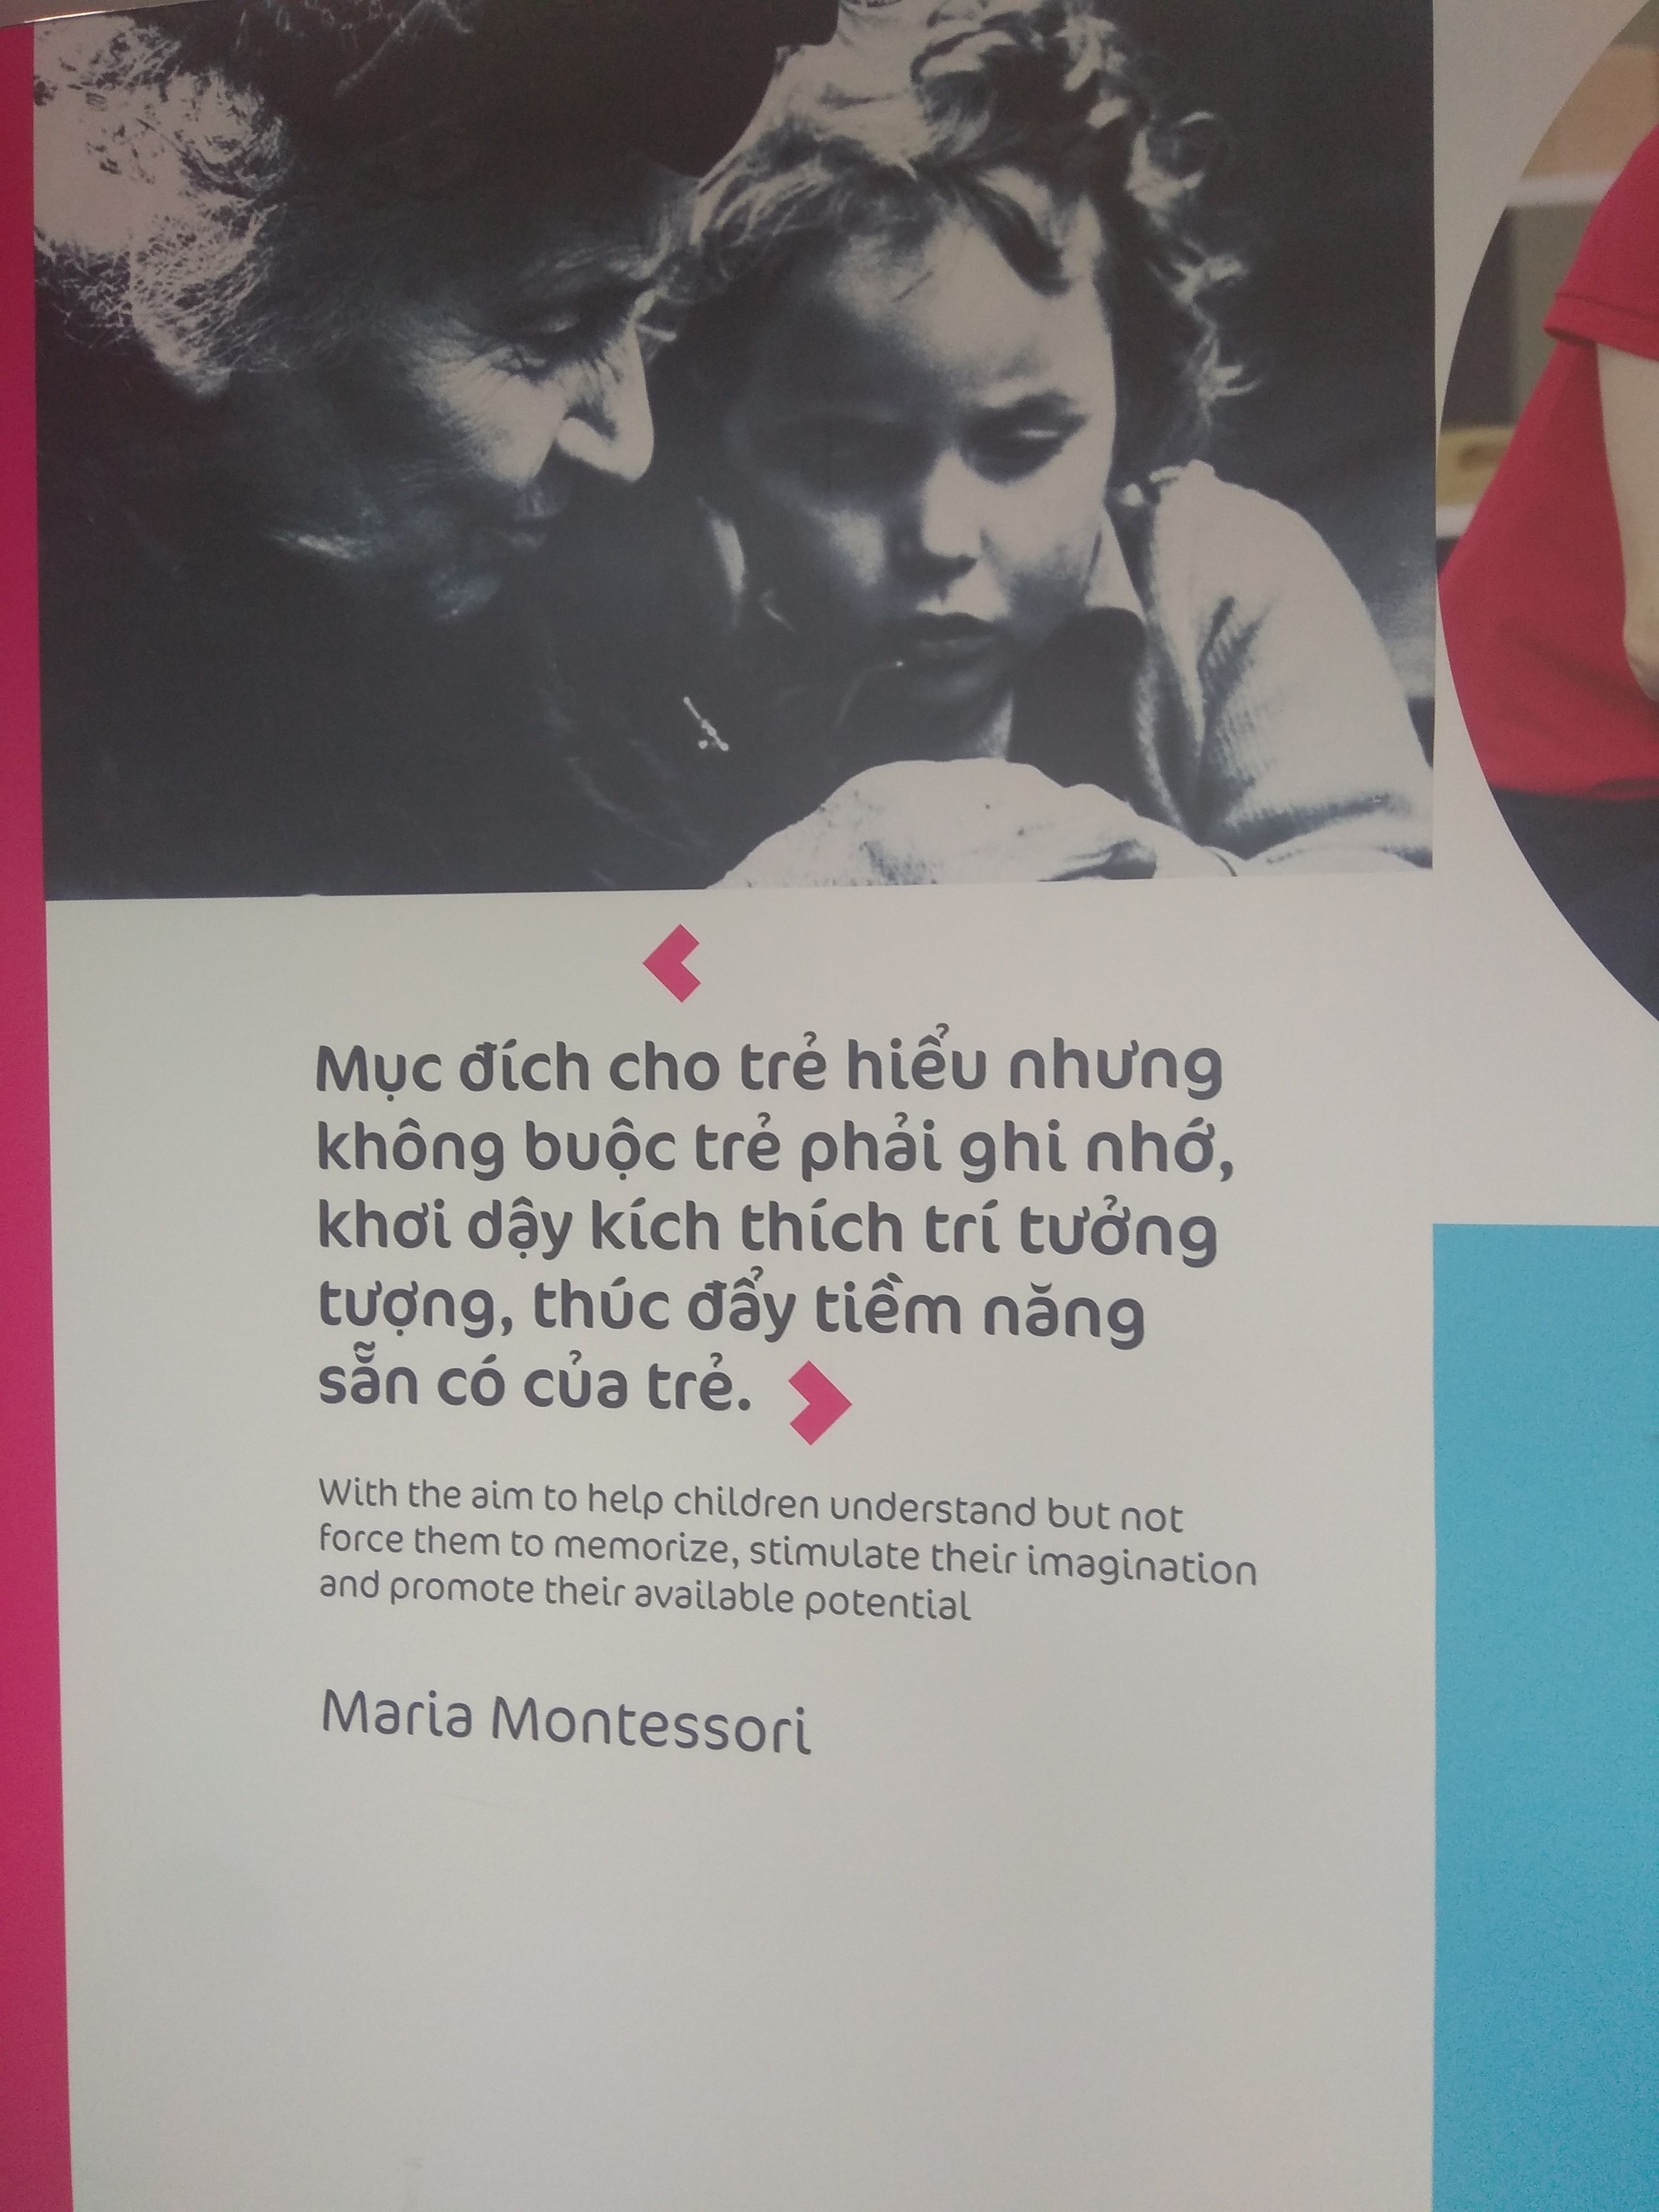 Mục đích cho trẻ hiểu nhưng
không buộc trẻ phải ghi nhớ,
khơi dậy kích thích trí tưởng
tượng, thúc đẩy tiềm năng
sẵn có của trẻ.
With the aim to help children understand but not
force them to memorize, stimulate their imagination
and promote their available potential
Maria Montessori